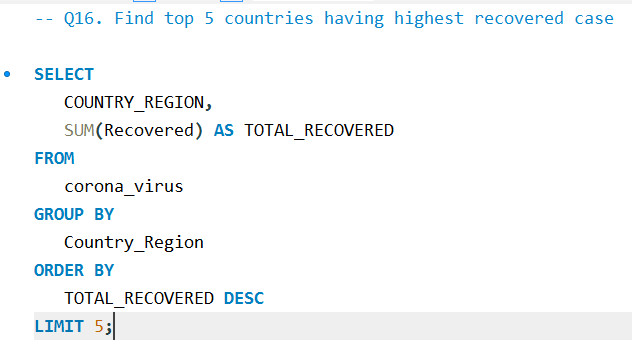 -- Q16. Find top 5 countries having highest recovered case
SELECT
COUNTRY_REGION,
SUM(Recovered) AS TOTAL_RECOVERED
FROM
corona_virus
GROUP BY
Country_Region
ORDER BY
TOTAL_RECOVERED DESC
LIMIT 5;